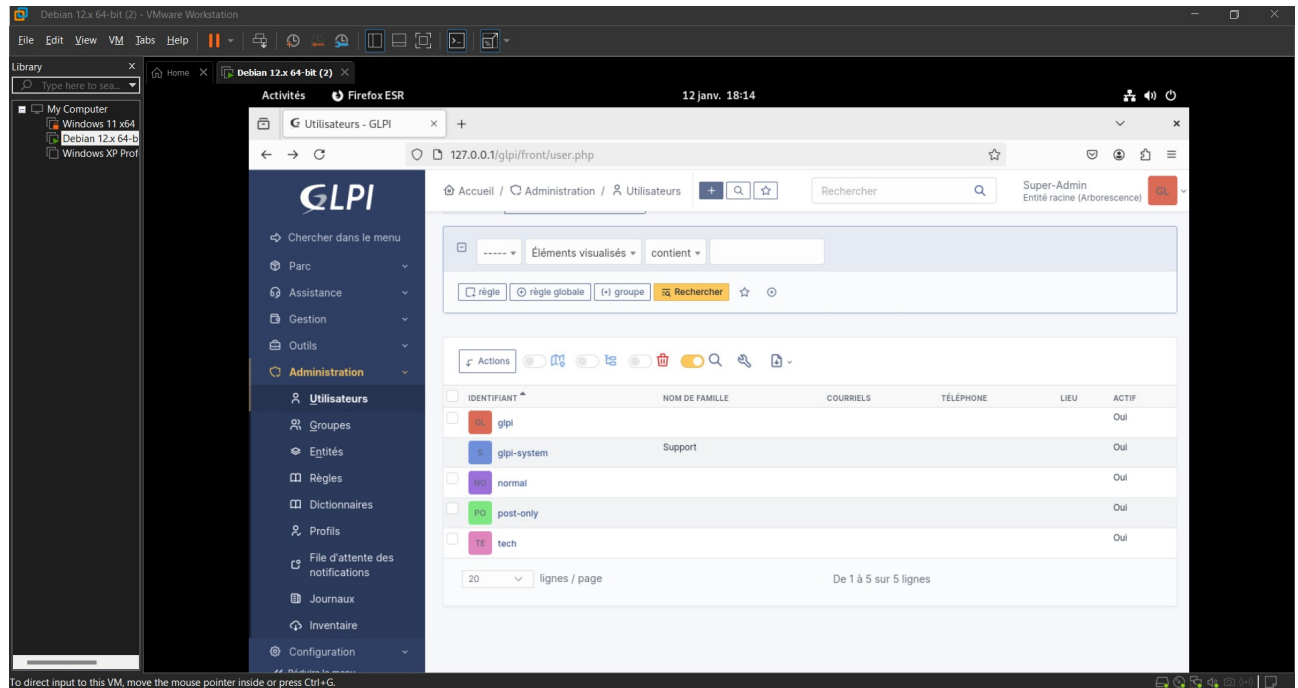 Debian 12.x 64-bit (2) - VMware Workstation
File Edit View VM Tabs Help
Library
Type here to sea...
My Computer
Windows 11 x64
Debian 12.x 64-b
Windows XP Prof
Home Debian 12.x 64-bit (2)
Activités Firefox ESR 12 janv. 18:14
Utilisateurs - GLPI
127.0.0.1/glpi/front/user.php
GLPI
Accueil / Administration / Utilisateurs
Rechercher
Super-Admin
Entité racine (Arborescence)
GL
Chercher dans le menu
Parc
Assistance
Gestion
Outils
Administration
Utilisateurs
Groupes
Entités
Règles
Dictionnaires
Profils
File d'attente des
notifications
Journaux
Inventaire
Configuration
Réduire le menu
----- Éléments visualisés contient
règle règle globale (+) groupe Rechercher
Actions
IDENTIFIANT NOM DE FAMILLE COURRIELS TÉLÉPHONE LIEU ACTIF
GL glpi Oui
S glpi-system Support Oui
NO normal Oui
PO post-only Oui
TE tech Oui
20 lignes / page De 1 à 5 sur 5 lignes
To direct input to this VM, move the mouse pointer inside or press Ctrl+G.